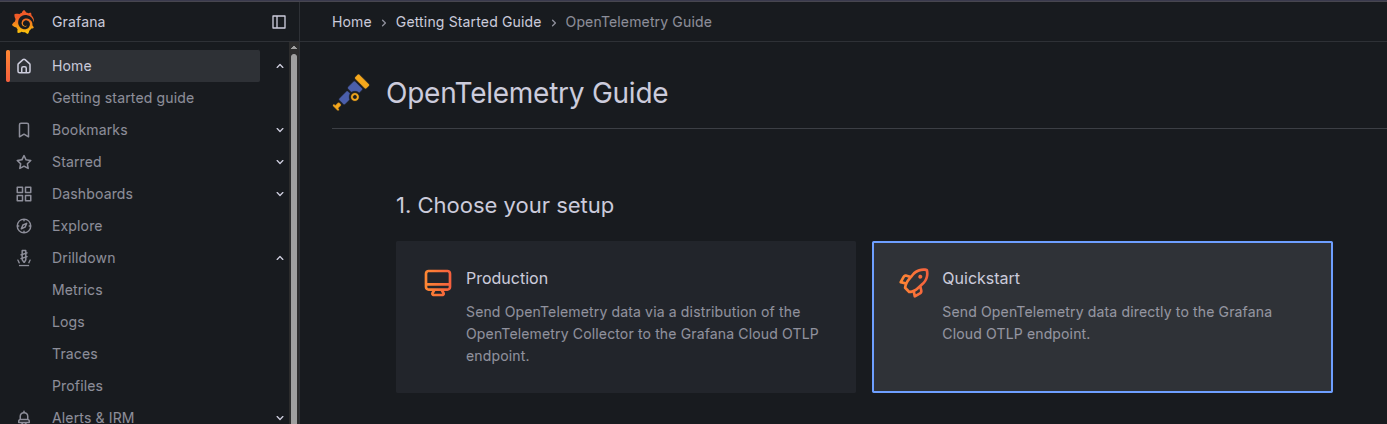 Grafana
Home › Getting Started Guide › OpenTelemetry Guide
Home
Getting started guide
Bookmarks
Starred
Dashboards
Explore
Drilldown
Metrics
Logs
Traces
Profiles
Alerts & IRM
OpenTelemetry Guide
1. Choose your setup
Production
Send OpenTelemetry data via a distribution of the
OpenTelemetry Collector to the Grafana Cloud OTLP
endpoint.
Quickstart
Send OpenTelemetry data directly to the Grafana
Cloud OTLP endpoint.